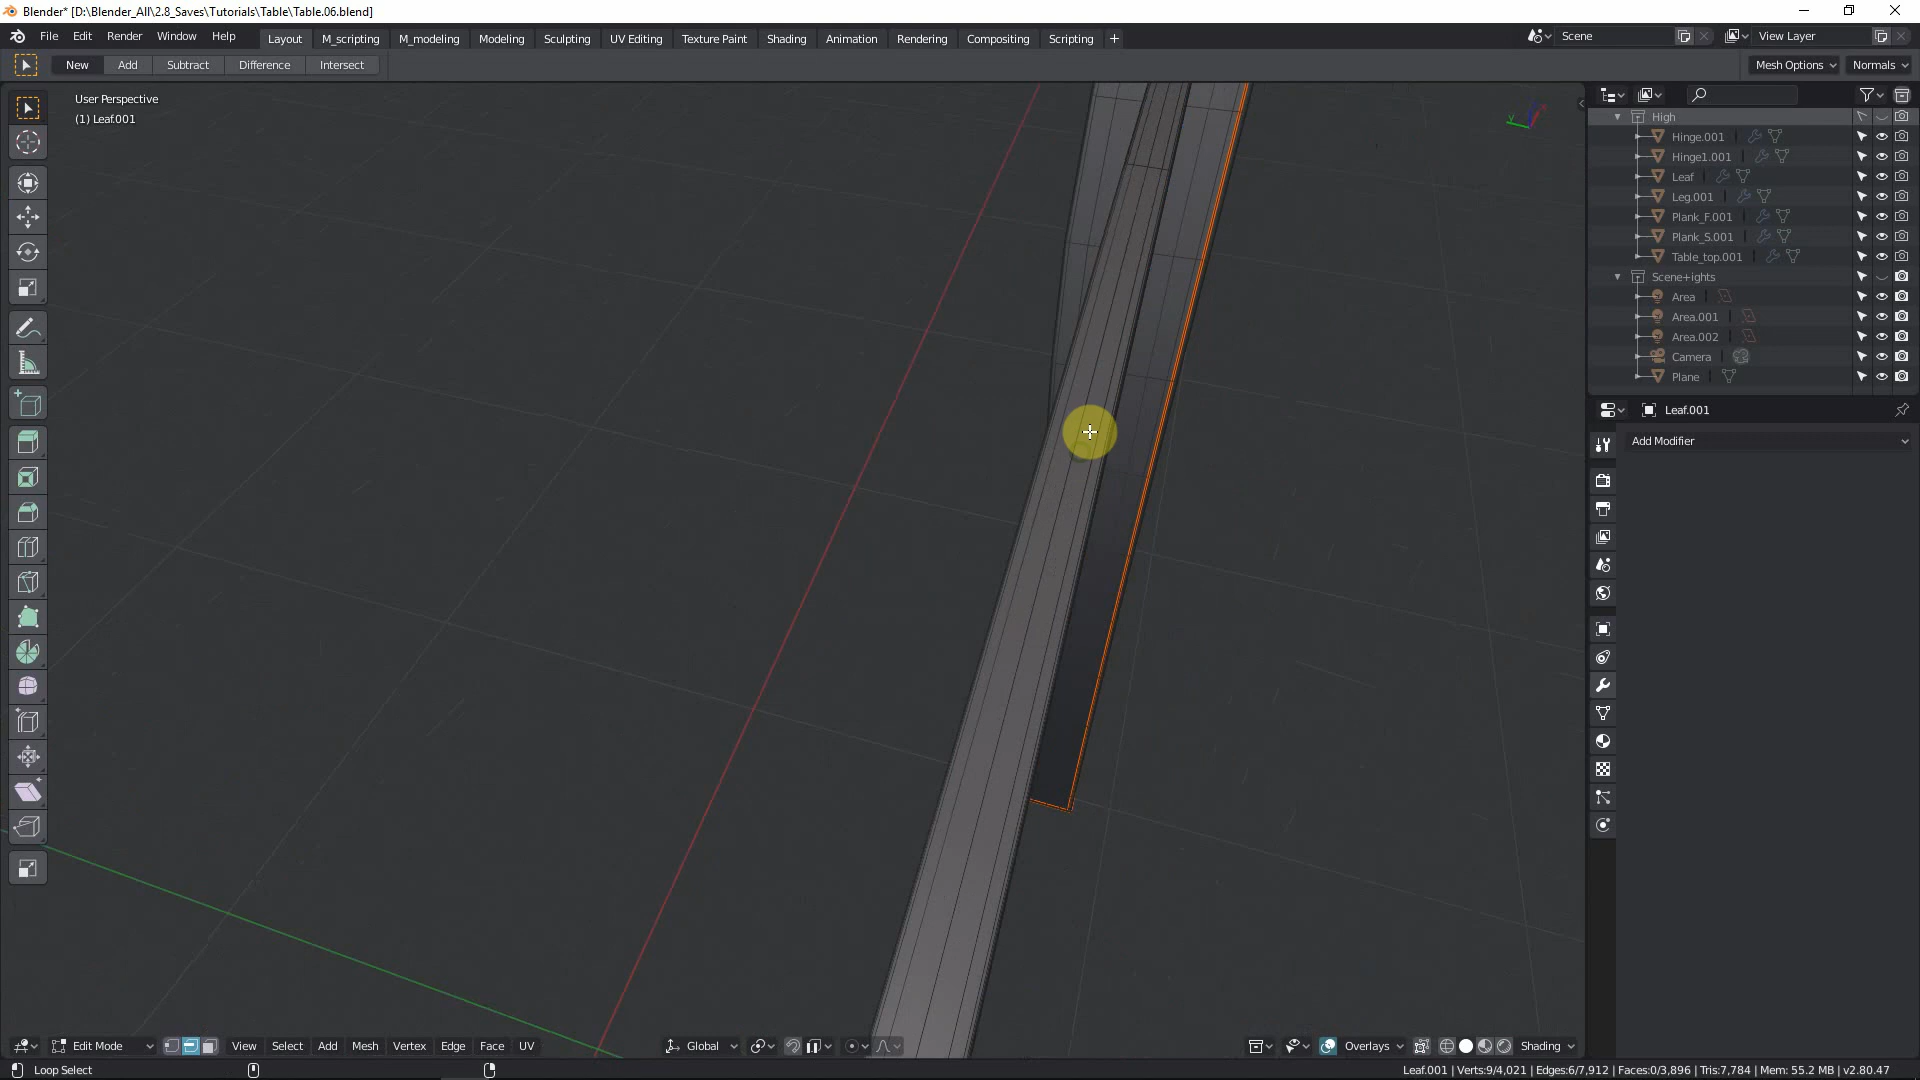 Blender* [D:\Blender_All\2.8_Saves\Tutorials\Table\Table.06.blend]
File Edit Render Window Help Layout M_scripting M_modeling Modeling Sculpting UV Editing Texture Paint Shading Animation Rendering Compositing Scripting + Scene View Layer
New Add Subtract Difference Intersect Mesh Options Normals
User Perspective
(1) Leaf.001
High
Hinge.001
Hinge1.001
Leaf
Leg.001
Plank_F.001
Plank_S.001
Table_top.001
Scene+ights
Area
Area.001
Area.002
Camera
Plane
Leaf.001
Add Modifier
Edit Mode View Select Add Mesh Vertex Edge Face UV Global Overlays Shading
Loop Select
Leaf.001 | Verts:9/4,021 | Edges:6/7,912 | Faces:0/3,896 | Tris:7,784 | Mem: 55.2 MB | v2.80.47